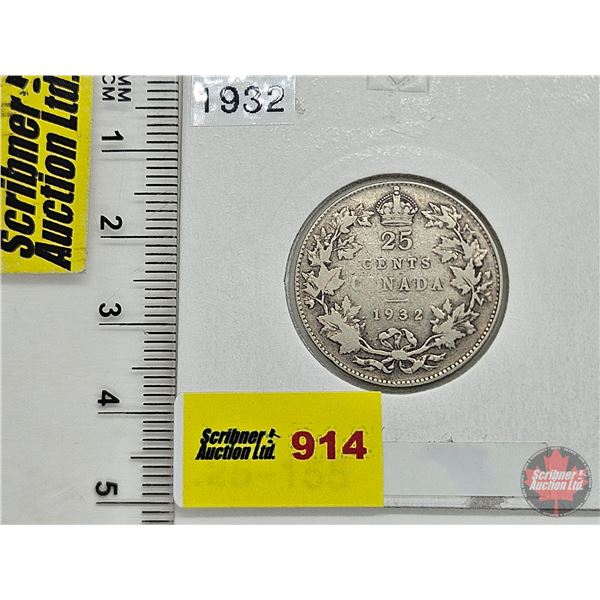 Scribner
Auction Ltd.
MM
CM
1
2
3
4
5
1932
25
CENTS
CANADA
1932
Scribner
Auction Ltd.
914
Scribner
Auction Ltd.